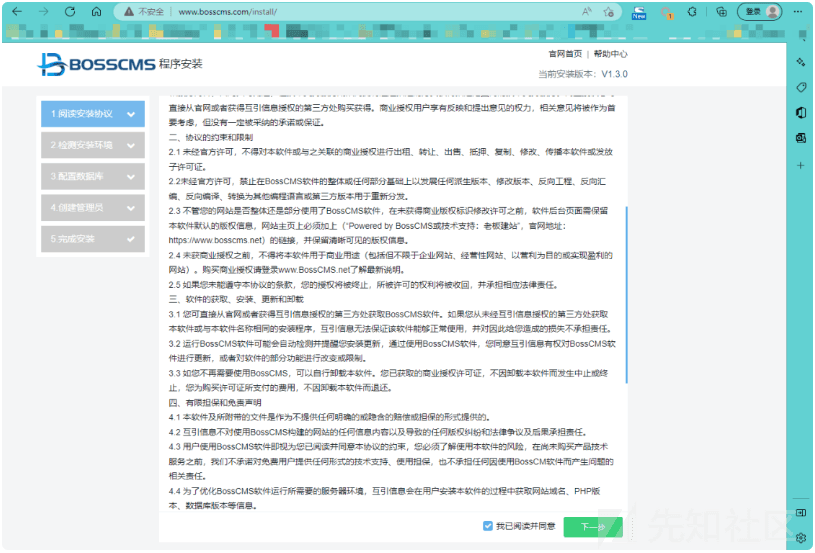 不安全 www.bosscms.com/install/
New
1
登录
BOSSCMS 程序安装
官网首页 | 帮助中心
当前安装版本：V1.3.0
1 阅读安装协议
2 检测安装环境
3 配置数据库
4 创建管理员
5 完成安装
直接从官网或者获得互引信息授权的第三方处购买获得。商业授权用户享有反映和提出意见的权力，相关意见将被作为首
要考虑，但没有一定被采纳的承诺或保证。
二、协议的约束和限制
2.1 未经官方许可，不得对本软件或与之关联的商业授权进行出租、转让、出售、抵押、复制、修改、传播本软件或发放
子许可证。
2.2未经官方许可，禁止在BossCMS软件的整体或任何部分基础上以发展任何派生版本、修改版本、反向工程、反向汇
编、反向编译、转换为其他编程语言或第三方版本用于重新分发。
2.3 不管您的网站是否整体还是部分使用了BossCMS软件，在未获得商业版权标识修改许可之前，软件后台页面需保留
本软件默认的版权信息，网站主页上必须加上（“Powered by BossCMS或技术支持：老板建站”，官网地址：
https://www.bosscms.net）的链接，并保留清晰可见的版权信息。
2.4 未获商业授权之前，不得将本软件用于商业用途（包括但不限于企业网站、经营性网站、以营利为目的或实现盈利的
网站）。购买商业授权请登录www.BossCMS.net了解最新说明。
2.5 如果您未能遵守本协议的条款，您的授权将被终止，所被许可的权利将被收回，并承担相应法律责任。
三、软件的获取、安装、更新和卸载
3.1 您可直接从官网或者获得互引信息授权的第三方处获取BossCMS软件。如果您从未经互引信息授权的第三方处获取
本软件或与本软件名称相同的安装程序，互引信息无法保证该软件能够正常使用，并对因此给您造成的损失不承担责任。
3.2 运行BossCMS软件可能会自动检测并提醒您安装更新，通过使用BossCMS软件，您同意互引信息有权对BossCMS软
件进行更新，或者对软件的部分功能进行改变或限制。
3.3 如您不再需要使用BossCMS，可以自行卸载本软件。您已获取的商业授权许可证，不因卸载本软件而发生中止或终
止，您为购买许可证所支付的费用，不因卸载本软件而退还。
四、有限担保和免责声明
4.1 本软件及所附带的文件是作为不提供任何明确的或隐含的赔偿或担保的形式提供的。
4.2 互引信息不对使用BossCMS构建的网站的任何信息内容以及导致的任何版权纠纷和法律争议及后果承担责任。
4.3 用户使用BossCMS软件即视为您已阅读并同意本协议的约束，您必须了解使用本软件的风险，在尚未购买产品技术
服务之前，我们不承诺对免费用户提供任何形式的技术支持、使用担保，也不承担任何因使用BossCM软件而产生问题的
相关责任。
4.4 为了优化BossCMS软件运行所需要的服务器环境，互引信息会在用户安装本软件的过程中获取网站域名、PHP版
本、数据库版本等信息。
我已阅读并同意
下一步
先知社区